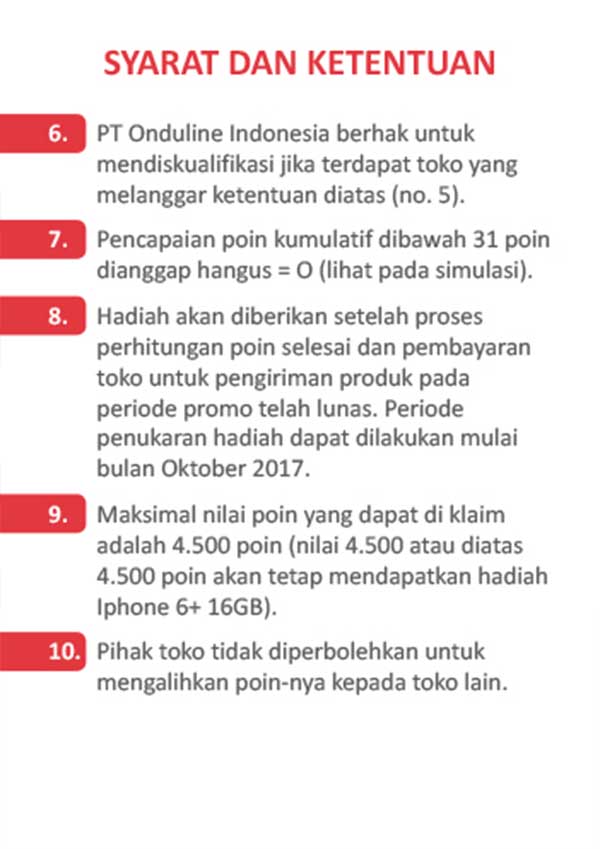 SYARAT DAN KETENTUAN
6. PT Onduline Indonesia berhak untuk
mendiskualifikasi jika terdapat toko yang
melanggar ketentuan diatas (no. 5).
7. Pencapaian poin kumulatif dibawah 31 poin
dianggap hangus = O (lihat pada simulasi).
8. Hadiah akan diberikan setelah proses
perhitungan poin selesai dan pembayaran
toko untuk pengiriman produk pada
periode promo telah lunas. Periode
penukaran hadiah dapat dilakukan mulai
bulan Oktober 2017.
9. Maksimal nilai poin yang dapat di klaim
adalah 4.500 poin (nilai 4.500 atau diatas
4.500 poin akan tetap mendapatkan hadiah
Iphone 6+ 16GB).
10. Pihak toko tidak diperbolehkan untuk
mengalihkan poin-nya kepada toko lain.